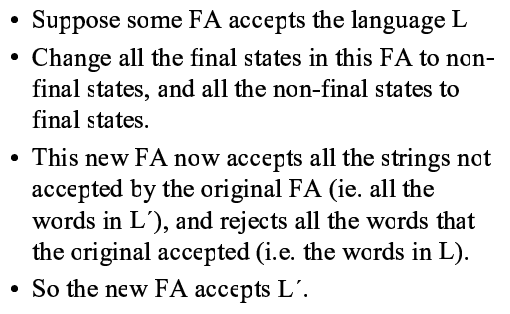 • Suppose some FA accepts the language L
• Change all the final states in this FA to non-
final states, and all the non-final states to
final states.
• This new FA now accepts all the strings not
accepted by the original FA (ie. all the
words in L´), and rejects all the words that
the original accepted (i.e. the words in L).
• So the new FA accepts L´.